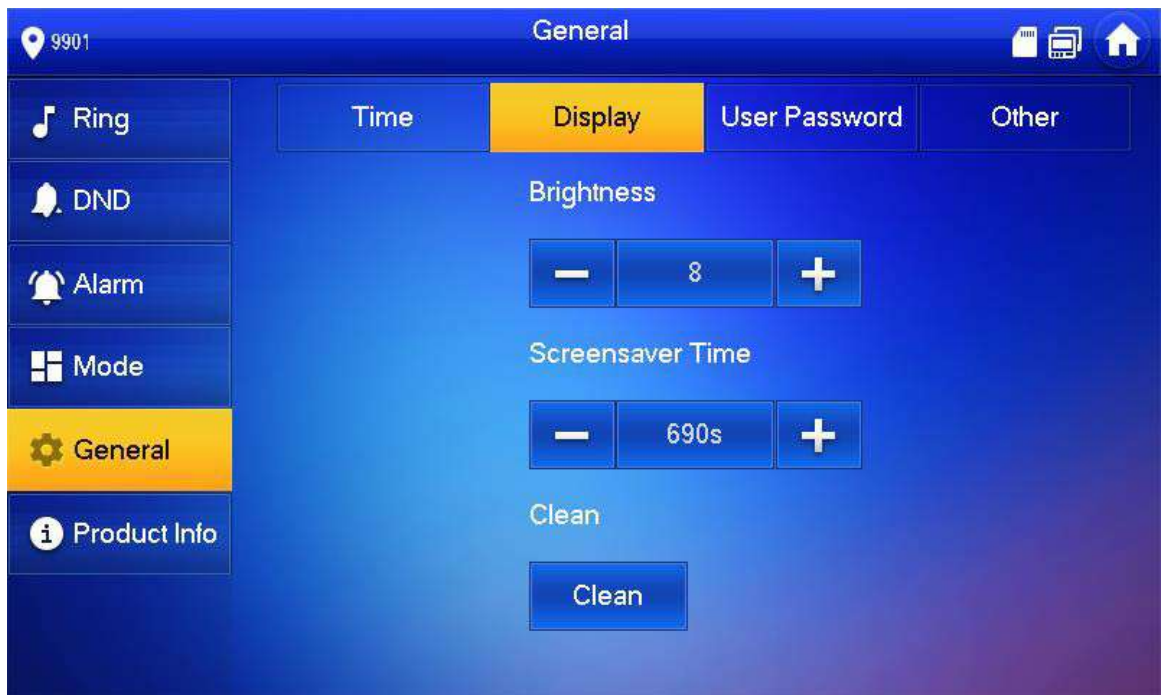 9901
General
Ring
DND
Alarm
Mode
General
Product Info
Time
Display
User Password
Other
Brightness
8
Screensaver Time
690s
Clean
Clean